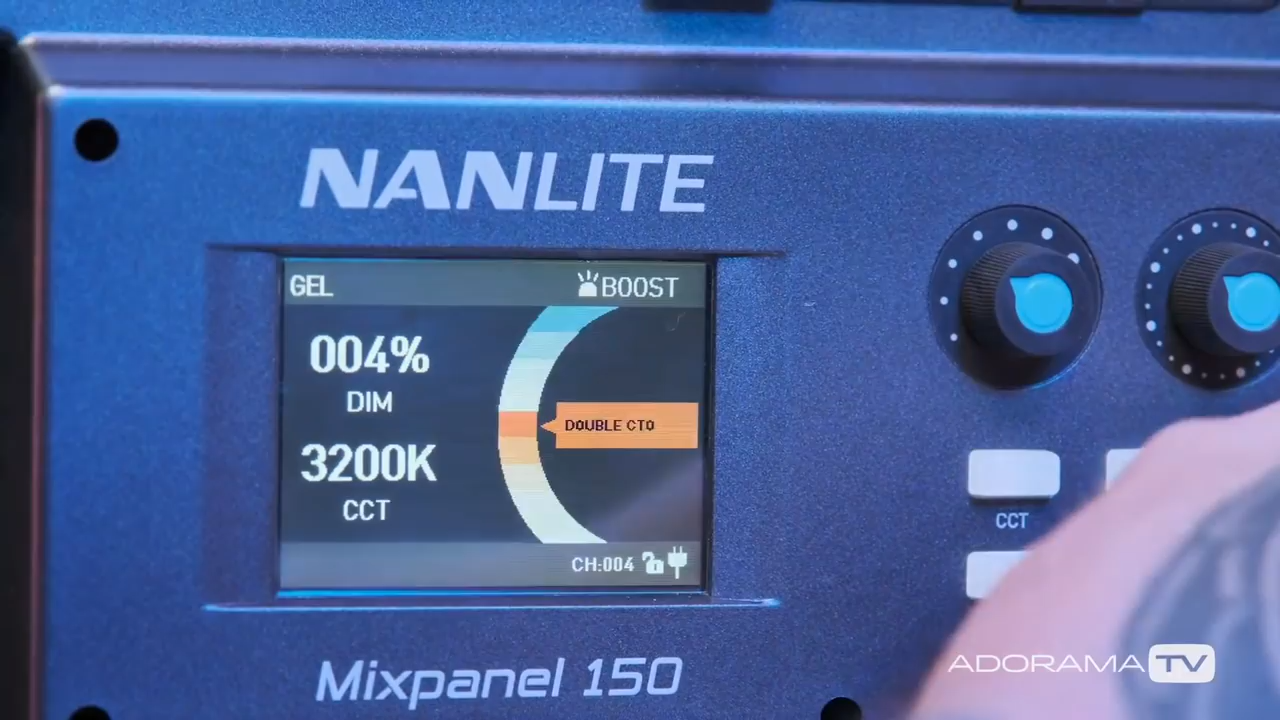 NANLITE
GEL BOOST
004%
DIM
DOUBLE CTO
3200K
CCT
CH:004
CCT
Mixpanel 150
ADORAMA TV